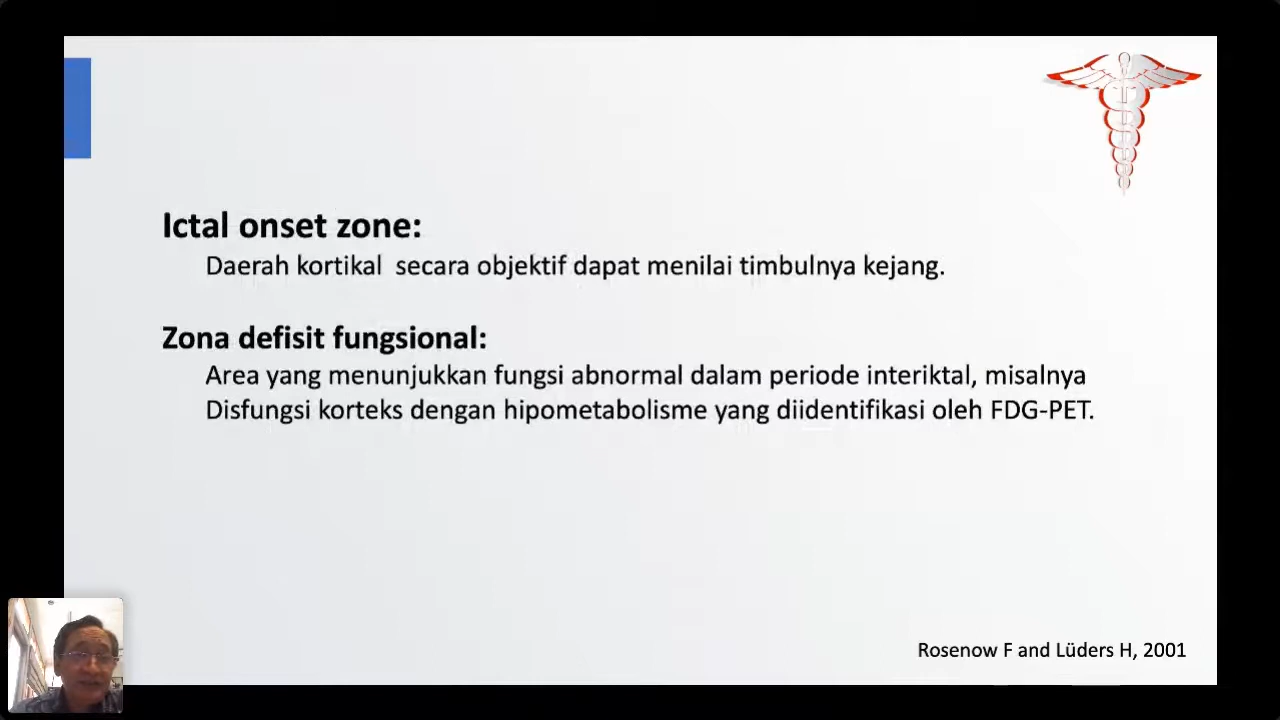 Ictal onset zone:
Daerah kortikal secara objektif dapat menilai timbulnya kejang.
Zona defisit fungsional:
Area yang menunjukkan fungsi abnormal dalam periode interiktal, misalnya
Disfungsi korteks dengan hipometabolisme yang diidentifikasi oleh FDG-PET.
Rosenow F and Lüders H, 2001